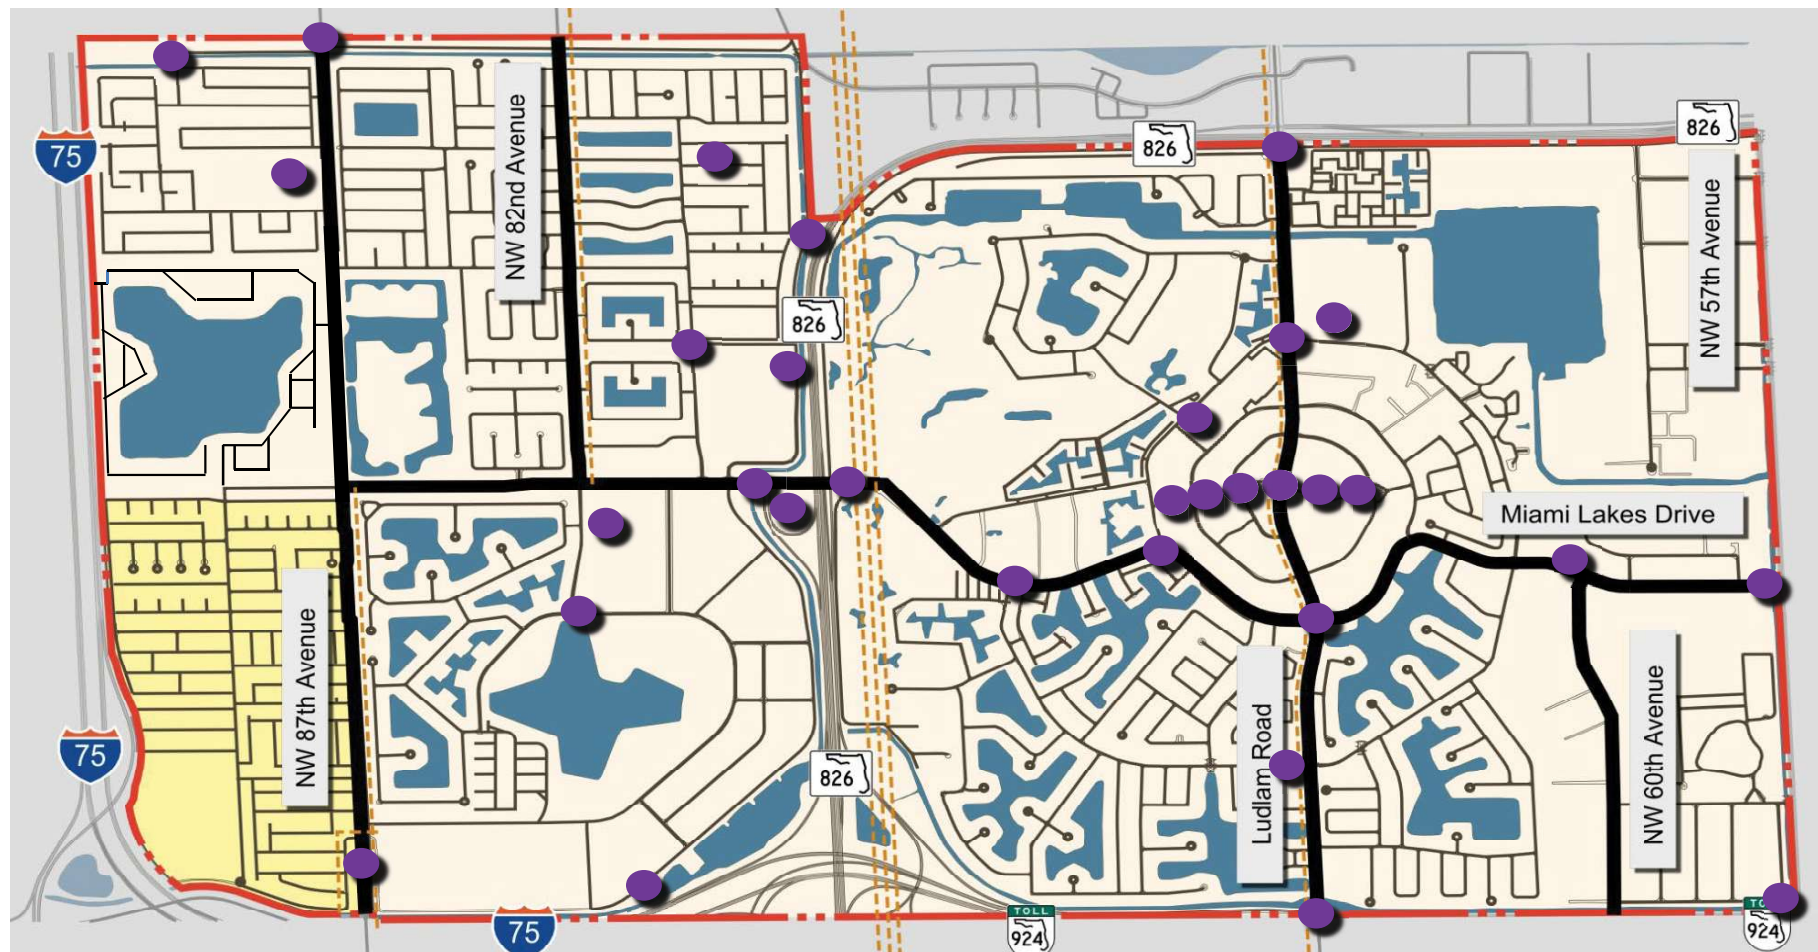 826
826
75
NW 82nd Avenue
NW 57th Avenue
826
Miami Lakes Drive
NW 87th Avenue
NW 60th Avenue
Ludlam Road
75
826
75
TOLL
924
TO
924